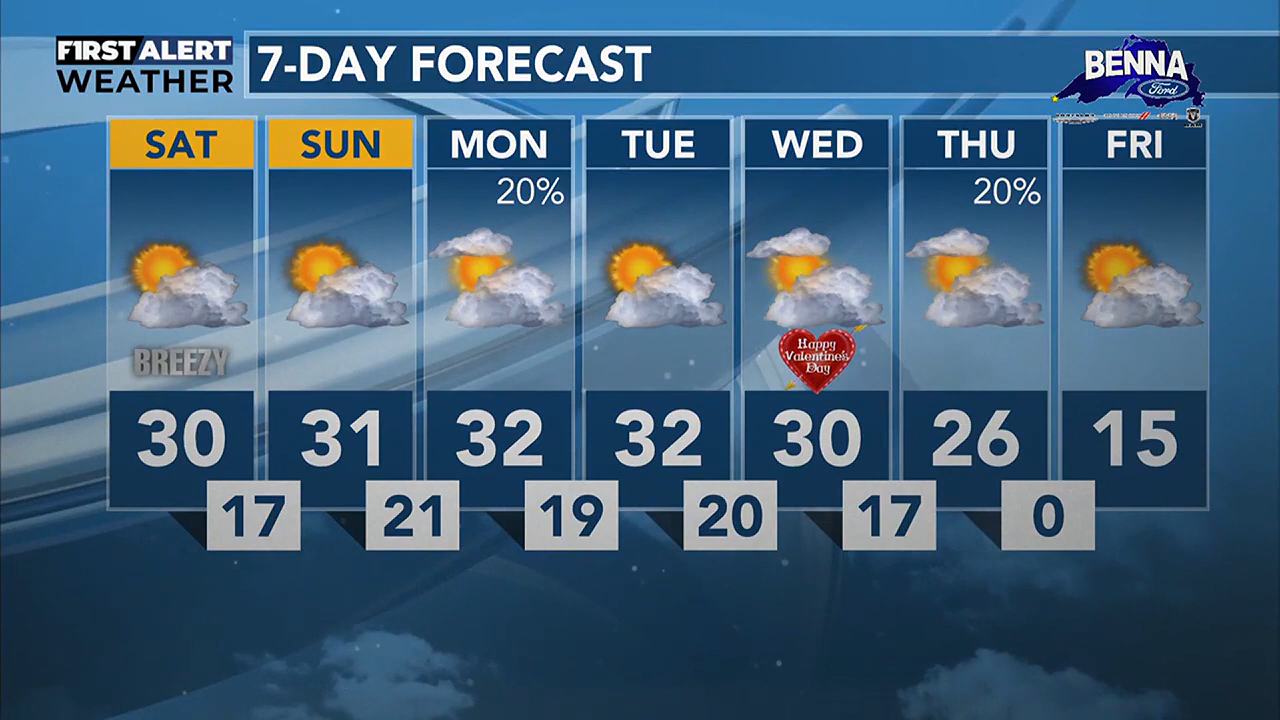 F1RST ALERT
WEATHER
7-DAY FORECAST
BENNA
Ford
SAT SUN MON TUE WED THU FRI
20% 20%
BREEZY
Happy
Valentine's
Day
30 31 32 32 30 26 15
17 21 19 20 17 0